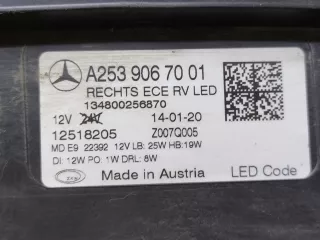 A253 906 70 01
RECHTS ECE RV LED
134800256870
12V 24V 14-01-20
12518205 Z007Q005
MD E9 22392 12V LB: 25W HB:19W
DI: 12W PO: 1W DRL: 8W
Made in Austria LED Code